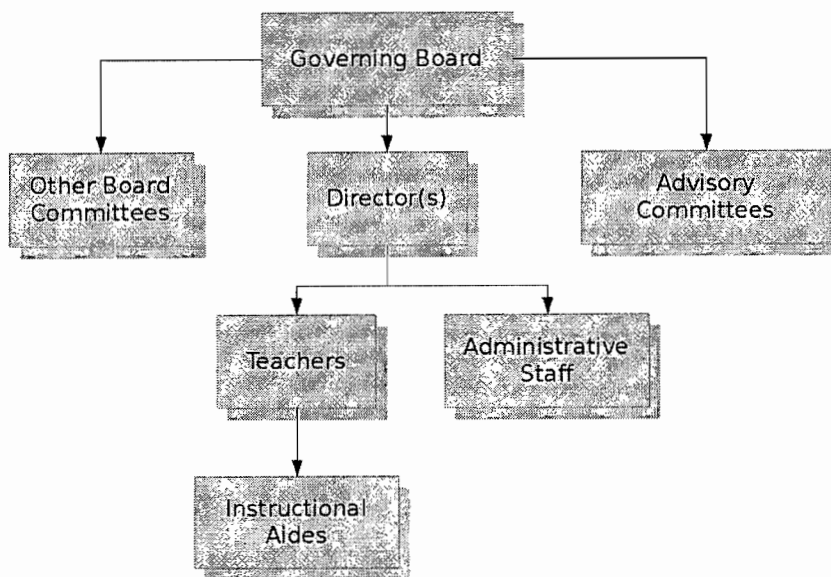 Governing Board
Other Board
Committees
Director(s)
Advisory
Committees
Teachers
Administrative
Staff
Instructional
Aides